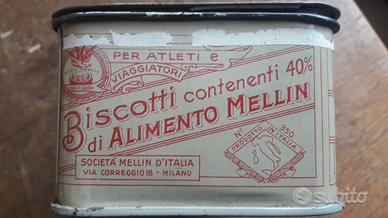 PER ATLETI e
VIAGGIATORI
Biscotti contenenti 40%
di ALIMENTO MELLIN
SOCIETÀ MELLIN D'ITALIA
VIA CORREGGIO 18 - MILANO
N° 350
PRODOTTO IN ITALIA
subito